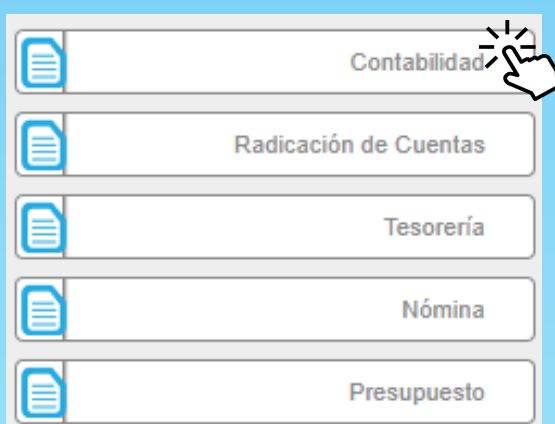 Contabilidad
Radicación de Cuentas
Tesorería
Nómina
Presupuesto